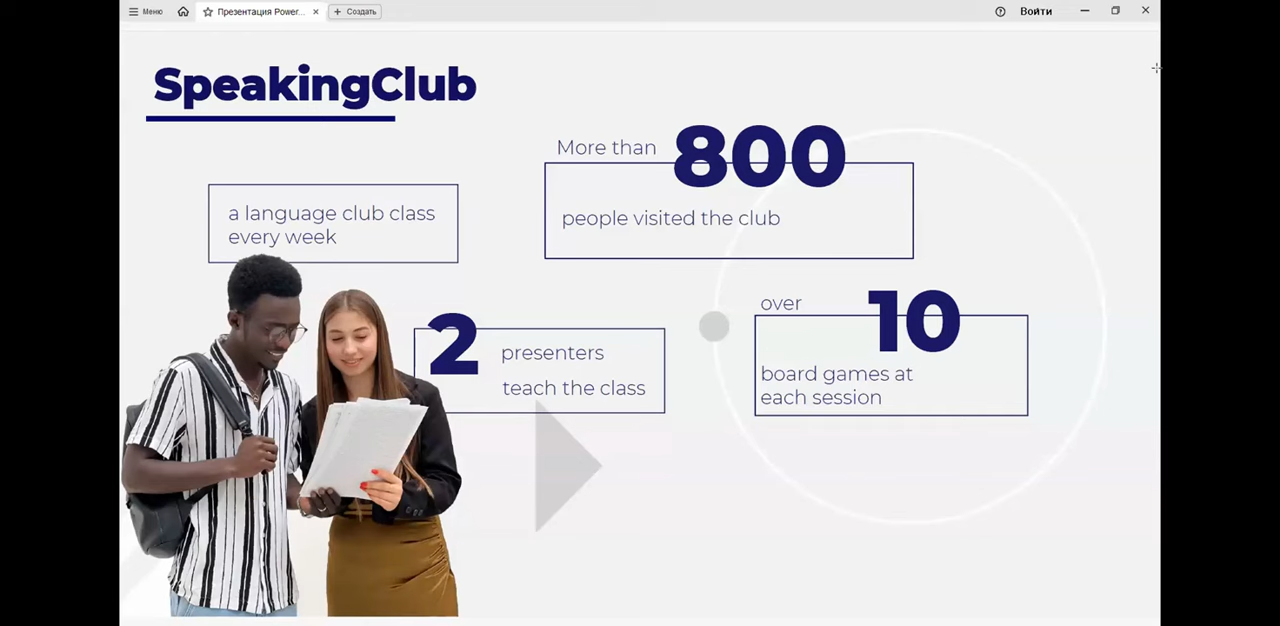 Меню
Презентация Power...
Создать
Войти
SpeakingClub
More than 800
people visited the club
a language club class
every week
2 presenters
teach the class
over 10
board games at
each session